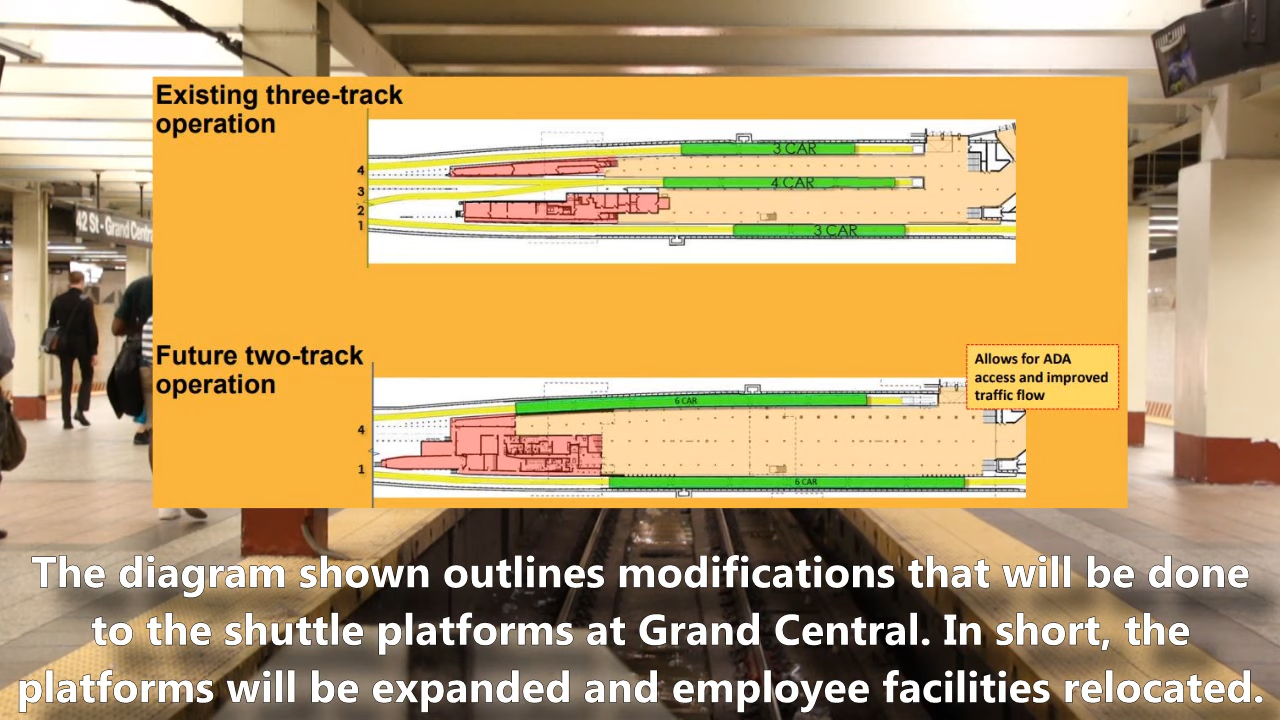 Existing three-track
operation
3 CAR
4
4 CAR
3
2
1
3 CAR
42 St - Grand Centr
Future two-track
operation
Allows for ADA
access and improved
traffic flow
6 CAR
4
1
6 CAR
The diagram shown outlines modifications that will be done
to the shuttle platforms at Grand Central. In short, the
platforms will be expanded and employee facilities relocated.